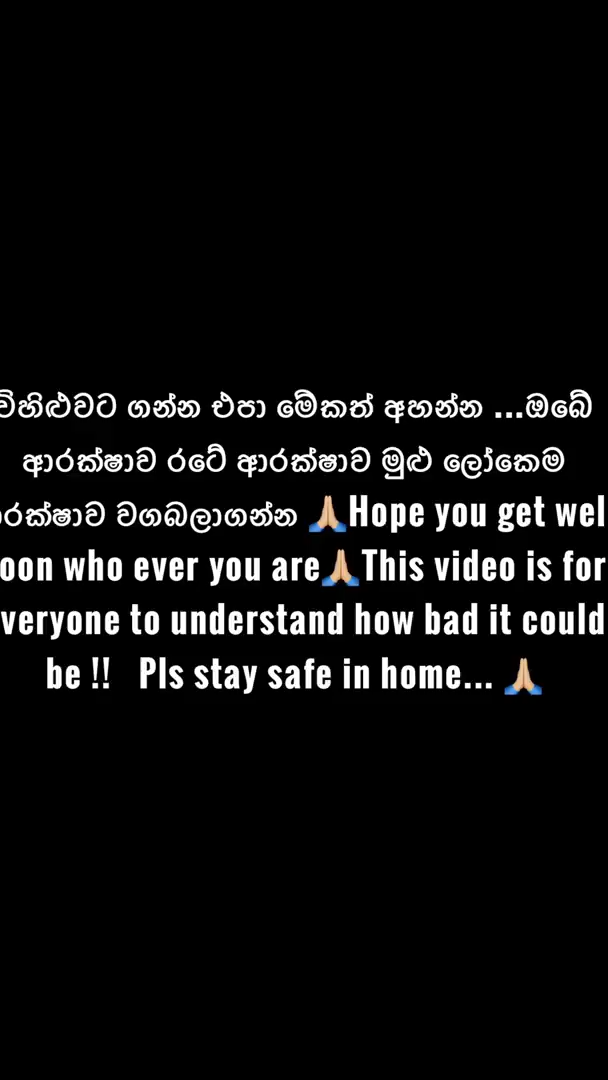 විහිළුවට ගන්න එපා මේකත් අහන්න ...ඔබේ
ආරක්ෂාව රටේ ආරක්ෂාව මුළු ලෝකෙම
ආරක්ෂාව වගබලාගන්න 🙏🏼Hope you get wel
oon who ever you are🙏🏼This video is for
veryone to understand how bad it could
be !! Pls stay safe in home... 🙏🏼